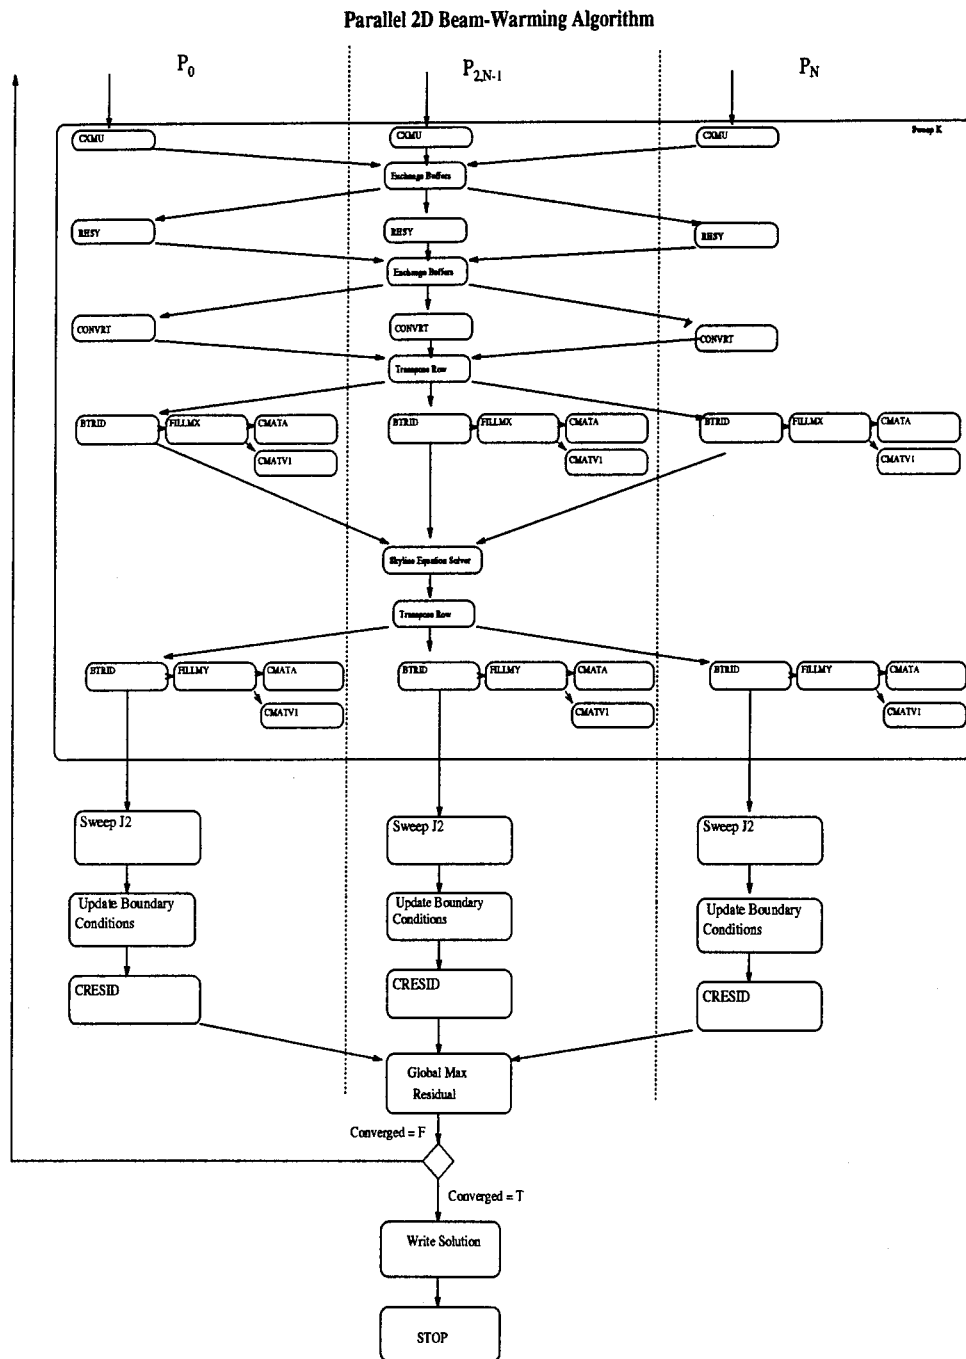 Parallel 2D Beam-Warming Algorithm
P0 P2,N-1 PN
Sweep K
CXMU CXMU CXMU
Exchange Buffers
RHSY RHSY RHSY
Exchange Buffers
CONVRT CONVRT CONVRT
Transpose Row
BTRID FILLMX CMATA BTRID FILLMX CMATA BTRID FILLMX CMATA
CMATV1 CMATV1 CMATV1
Skyline Equation Solver
Transpose Row
BTRID FILLMY CMATA BTRID FILLMY CMATA BTRID FILLMY CMATA
CMATV1 CMATV1 CMATV1
Sweep J2 Sweep J2 Sweep J2
Update Boundary Update Boundary Update Boundary
Conditions Conditions Conditions
CRESID CRESID CRESID
Global Max
Residual
Converged = F
Converged = T
Write Solution
STOP